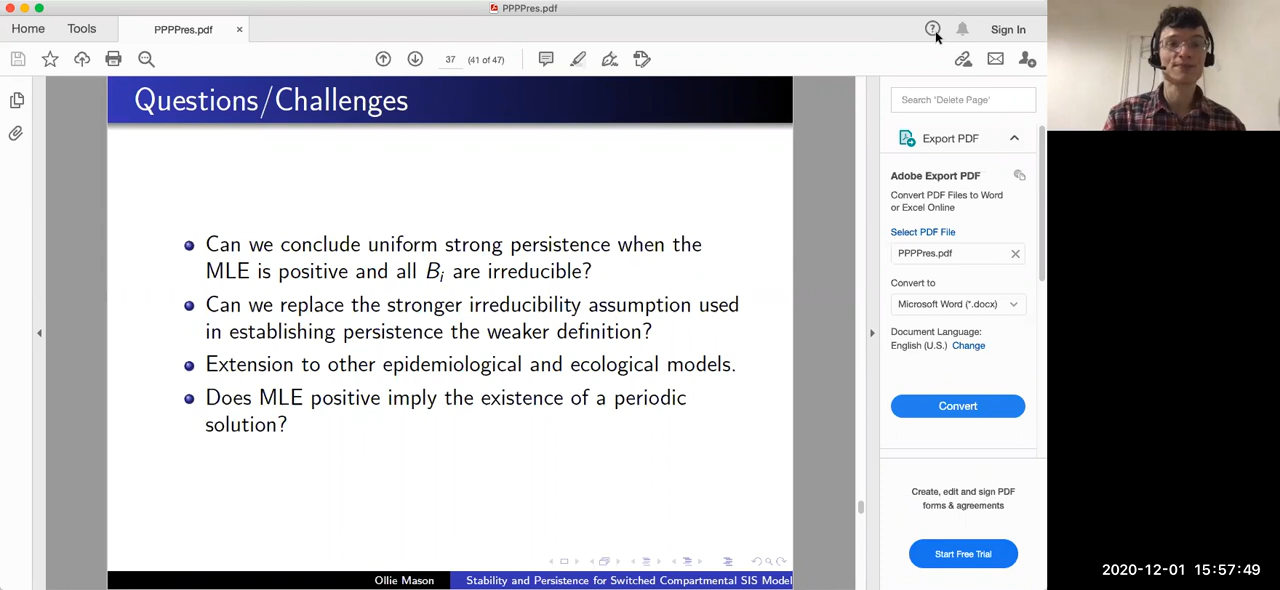 PPPPres.pdf
Home
Tools
PPPPres.pdf
Sign In
37
(41 of 47)
Questions/Challenges
Can we conclude uniform strong persistence when the
MLE is positive and all Bi are irreducible?
Can we replace the stronger irreducibility assumption used
in establishing persistence the weaker definition?
Extension to other epidemiological and ecological models.
Does MLE positive imply the existence of a periodic
solution?
Ollie Mason
Stability and Persistence for Switched Compartmental SIS Model
Search 'Delete Page'
Export PDF
Adobe Export PDF
Convert PDF Files to Word
or Excel Online
Select PDF File
PPPPres.pdf
Convert to
Microsoft Word (*.docx)
Document Language:
English (U.S.) Change
Convert
Create, edit and sign PDF
forms & agreements
Start Free Trial
2020-12-01 15:57:49